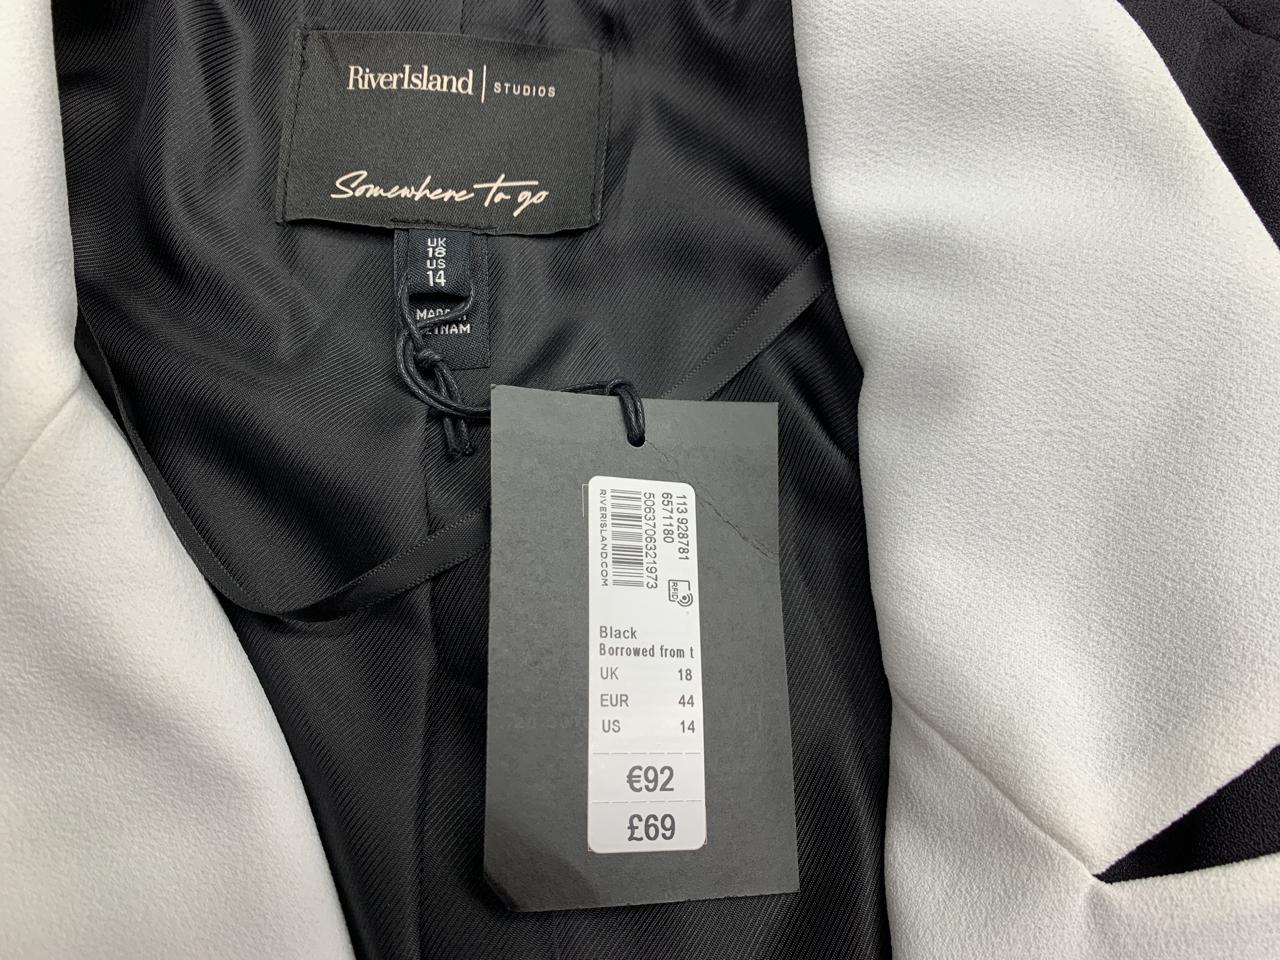 RiverIsland | STUDIOS
Somewhere to go
UK
18
US
14
MADE
113 928781
6571180
5063706321973
RIVERISLAND.COM
RFID
Black
Borrowed from t
UK 18
EUR 44
US 14
€92
£69